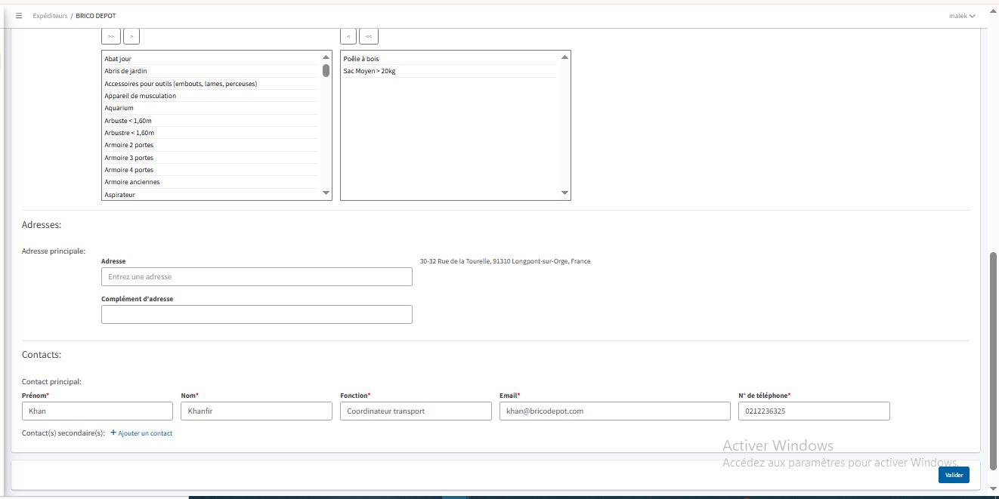 ☰ Expéditeurs / BRICO DEPOT malek
>> > < <<
Abat jour
Abris de jardin
Accessoires pour outils (embouts, lames, perceuses)
Appareil de musculation
Aquarium
Arbuste < 1,60m
Arbustre < 1,60m
Armoire 2 portes
Armoire 3 portes
Armoire 4 portes
Armoire anciennes
Aspirateur
Poêle à bois
Sac Moyen > 20kg
Adresses:
Adresse principale:
Adresse
Entrez une adresse
30-32 Rue de la Tourelle, 91310 Longpont-sur-Orge, France
Complément d'adresse
Contacts:
Contact principal:
Prénom* Nom* Fonction* Email* N° de téléphone*
Khan Khanfir Coordinateur transport khan@bricodepot.com 0212236325
Contact(s) secondaire(s): + Ajouter un contact
Activer Windows
Accédez aux paramètres pour activer Windows.
Valider